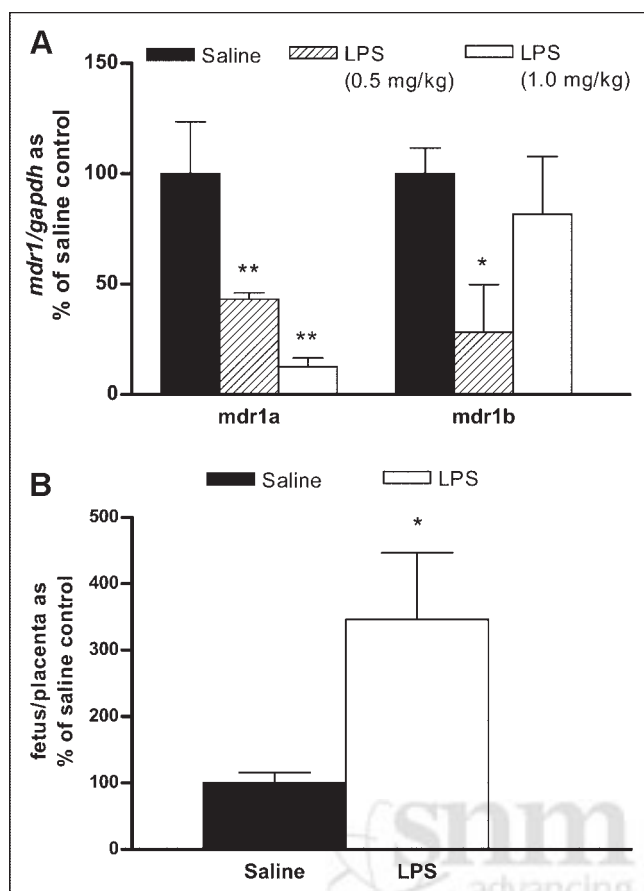 A
Saline
LPS
(0.5 mg/kg)
LPS
(1.0 mg/kg)
mdr1/gapdh as
% of saline control
150
100
50
0
**
**
*
mdr1a
mdr1b
B
Saline
LPS
fetus/placenta as
% of saline control
500
400
300
200
100
0
*
Saline
LPS
snm
advancing